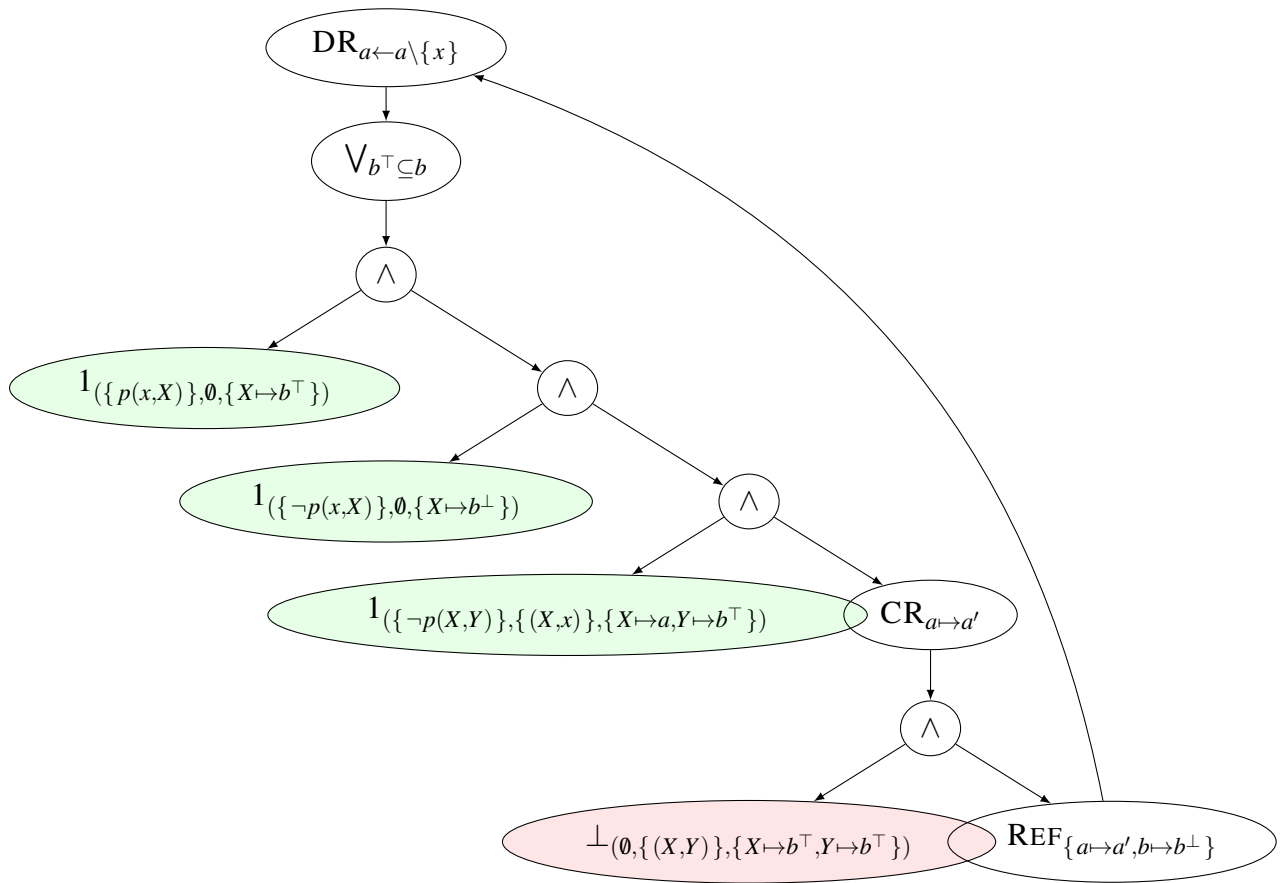 DR_{a←a\{x}}
⋁_{b^⊤⊆b}
∧
1_{({p(x,X)},∅,{X↦b^⊤})}
∧
1_{({¬p(x,X)},∅,{X↦b^⊥})}
∧
1_{({¬p(X,Y)},{(X,x)},{X↦a,Y↦b^⊤})}
CR_{a↦a′}
∧
⊥_{(∅,{(X,Y)},{X↦b^⊤,Y↦b^⊤})}
REF_{{a↦a′,b↦b^⊥}}